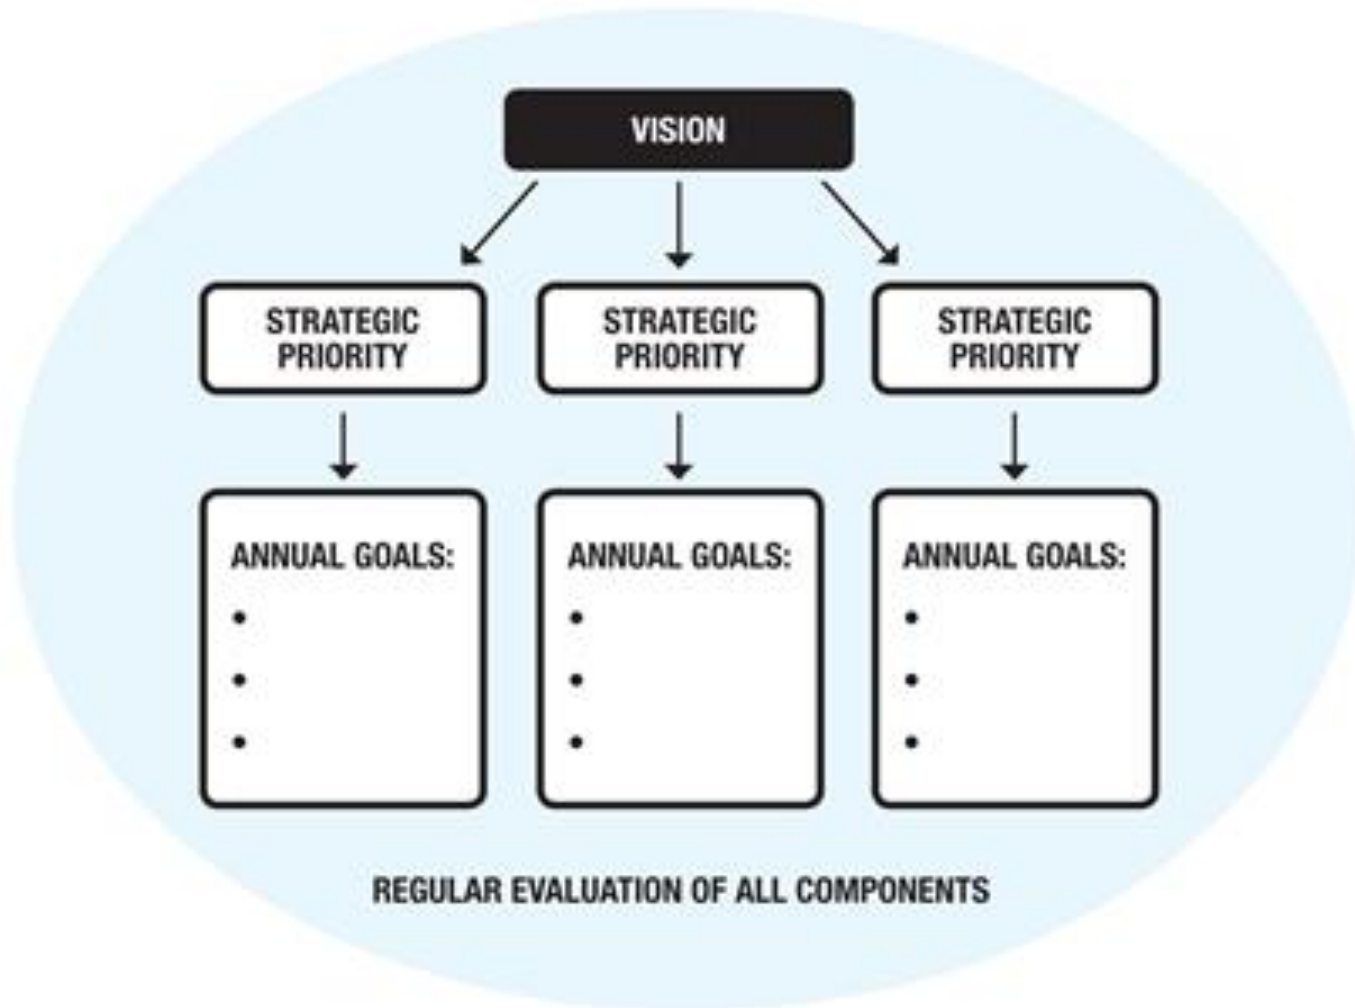 VISION
STRATEGIC
PRIORITY
STRATEGIC
PRIORITY
STRATEGIC
PRIORITY
ANNUAL GOALS:
•
•
•
ANNUAL GOALS:
•
•
•
ANNUAL GOALS:
•
•
•
REGULAR EVALUATION OF ALL COMPONENTS